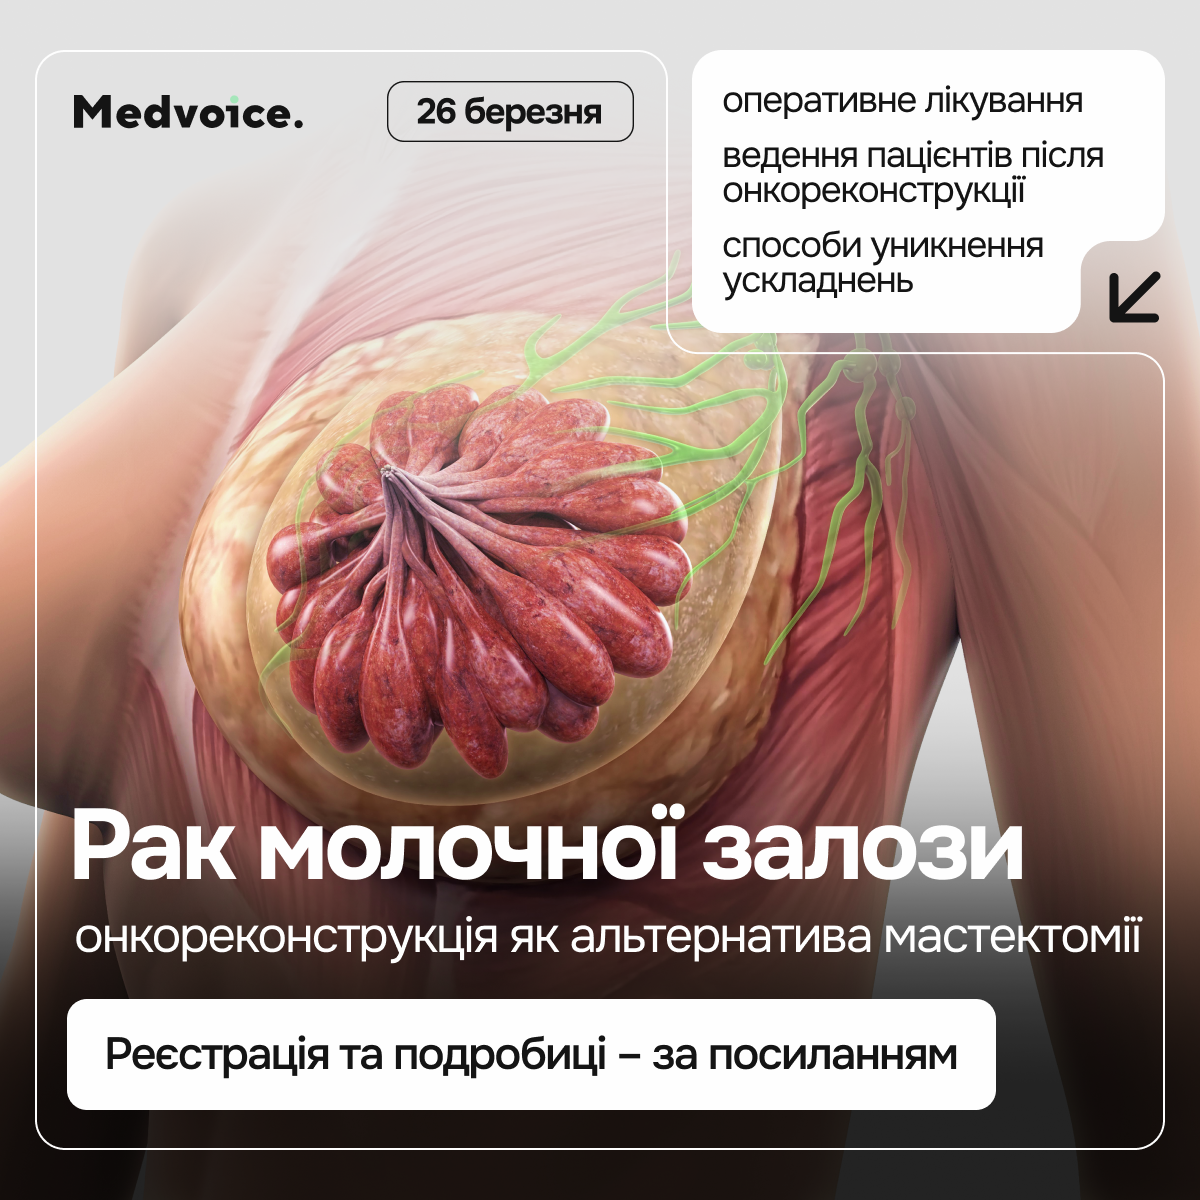 Medvoice.
26 березня
оперативне лікування
ведення пацієнтів після
онкореконструкції
способи уникнення
ускладнень
Рак молочної залози
онкореконструкція як альтернатива мастектомії
Реєстрація та подробиці – за посиланням